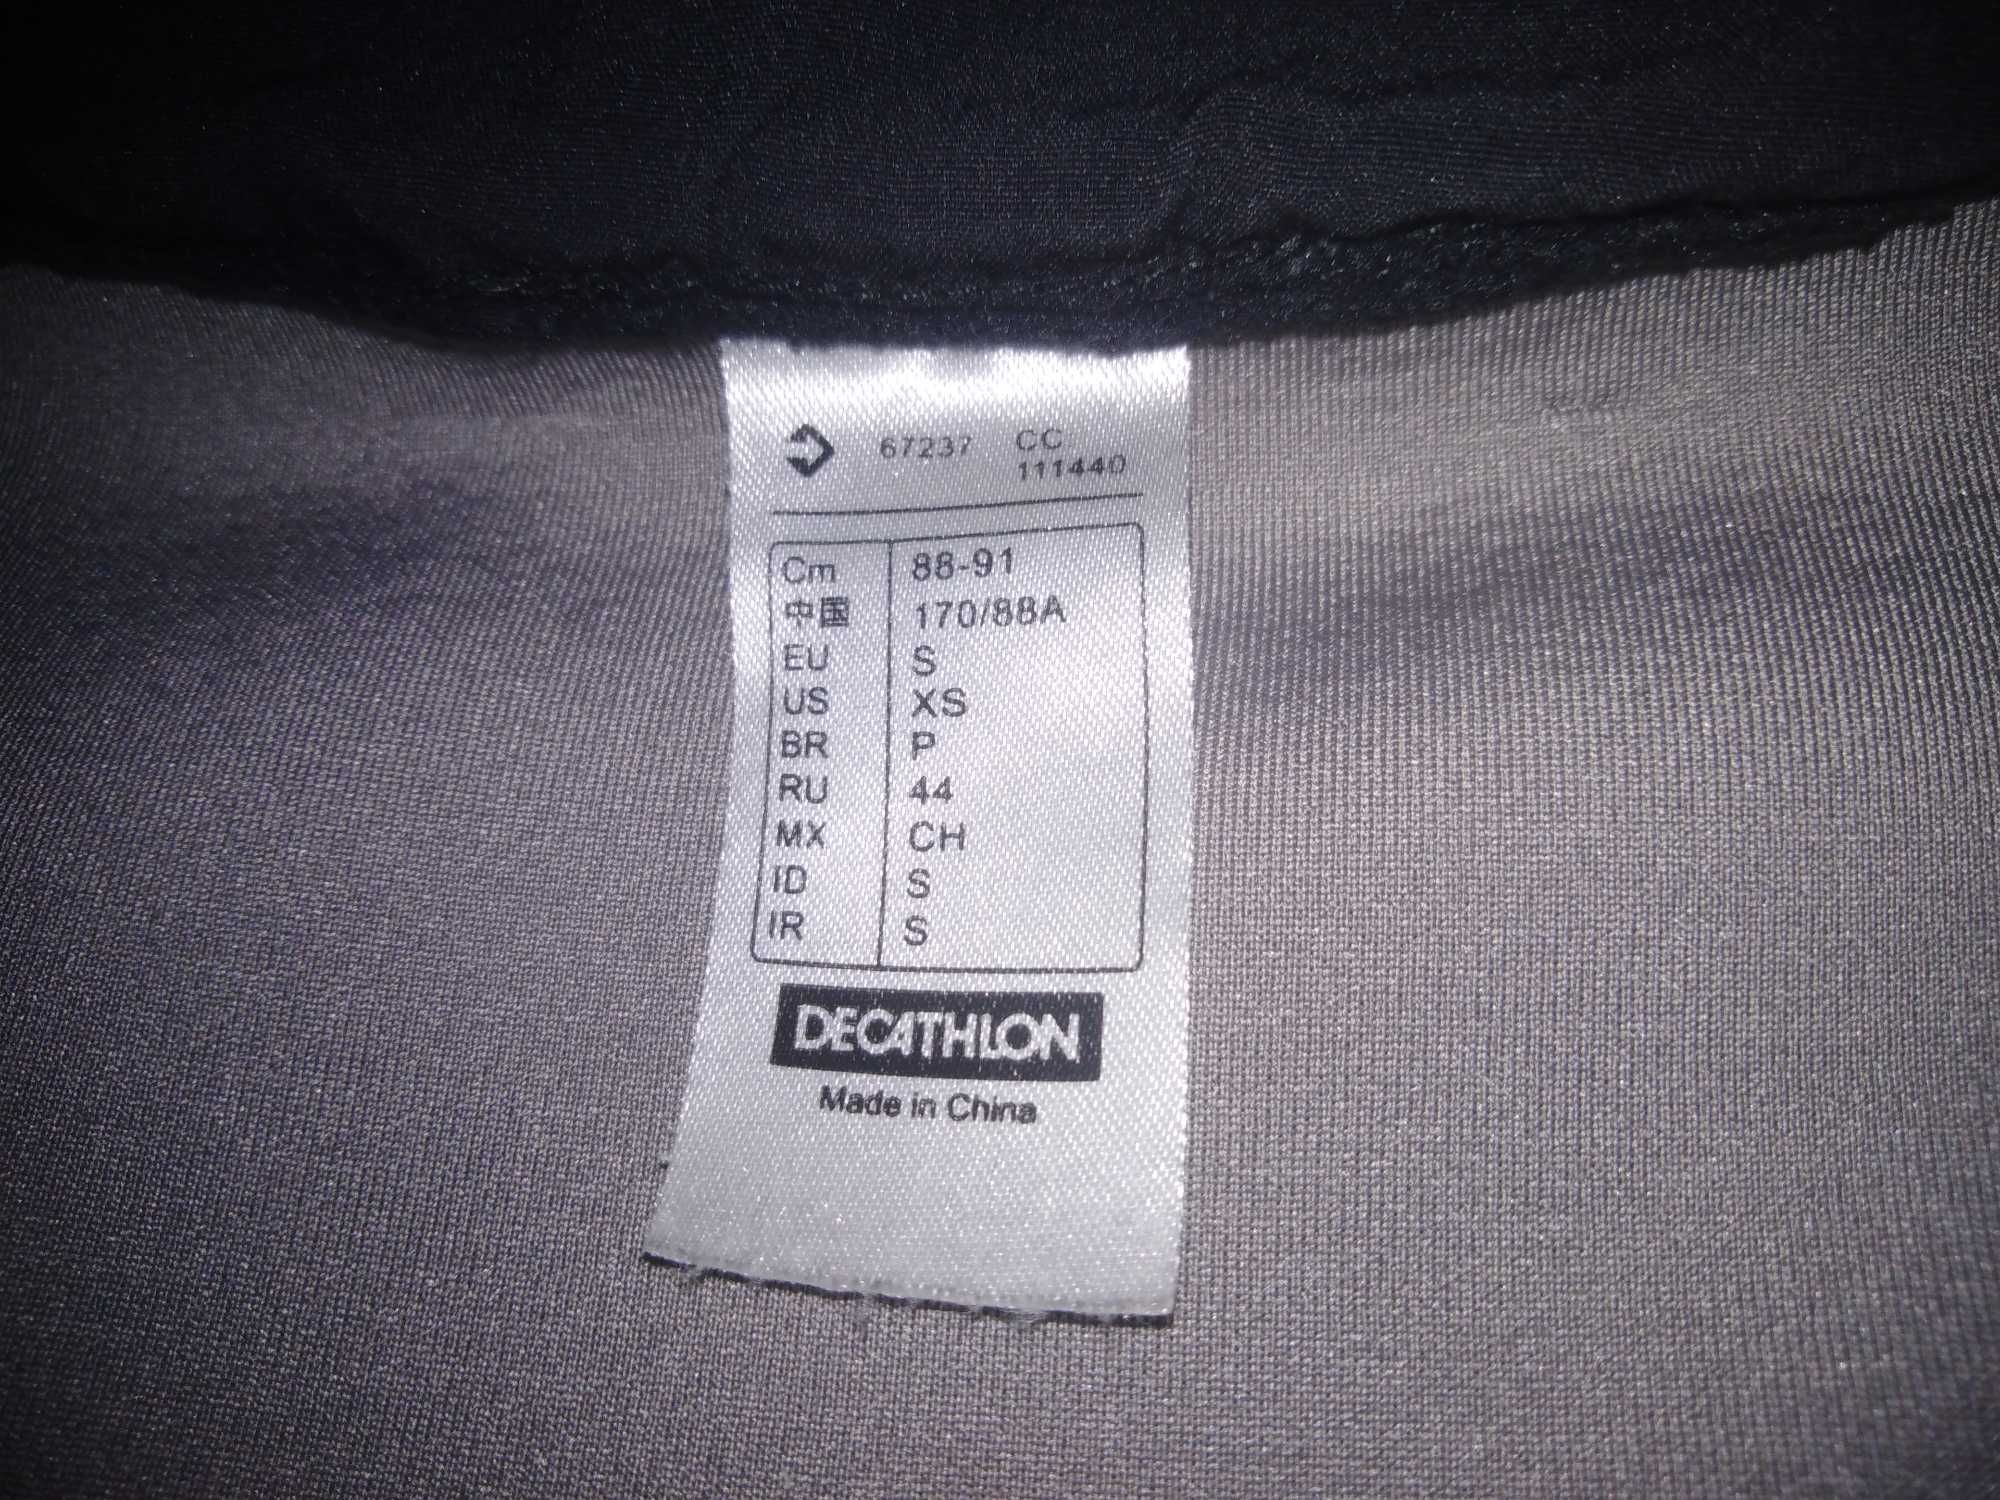 67237 CC
111440
Cm 88-91
中国 170/88A
EU S
US XS
BR P
RU 44
MX CH
ID S
IR S
DECATHLON
Made in China